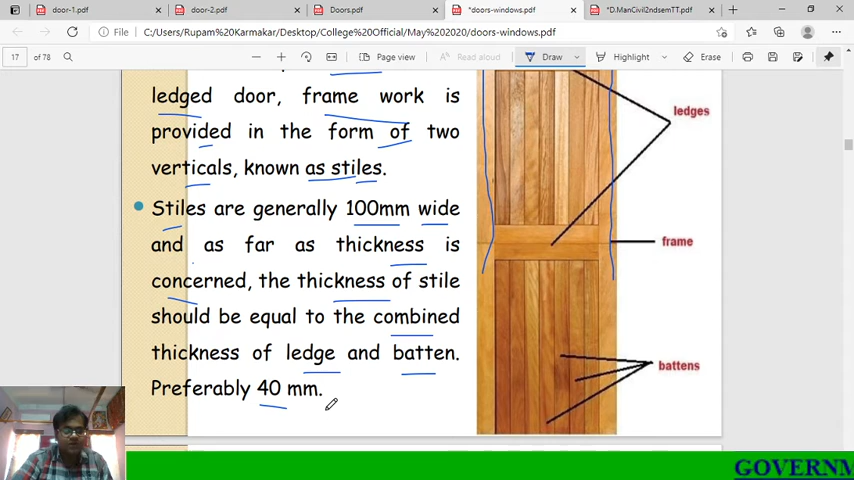 door-1.pdf
door-2.pdf
Doors.pdf
*doors-windows.pdf
*D.ManCivil2ndsemTT.pdf
File
C:/Users/Rupam%20Karmakar/Desktop/College%20Official/May%202020/doors-windows.pdf
17 of 78
Page view
Read aloud
Draw
Highlight
Erase
ledged door, frame work is
provided in the form of two
verticals, known as stiles.
Stiles are generally 100mm wide
and as far as thickness is
concerned, the thickness of stile
should be equal to the combined
thickness of ledge and batten.
Preferably 40 mm.
ledges
frame
battens
GOVERNM